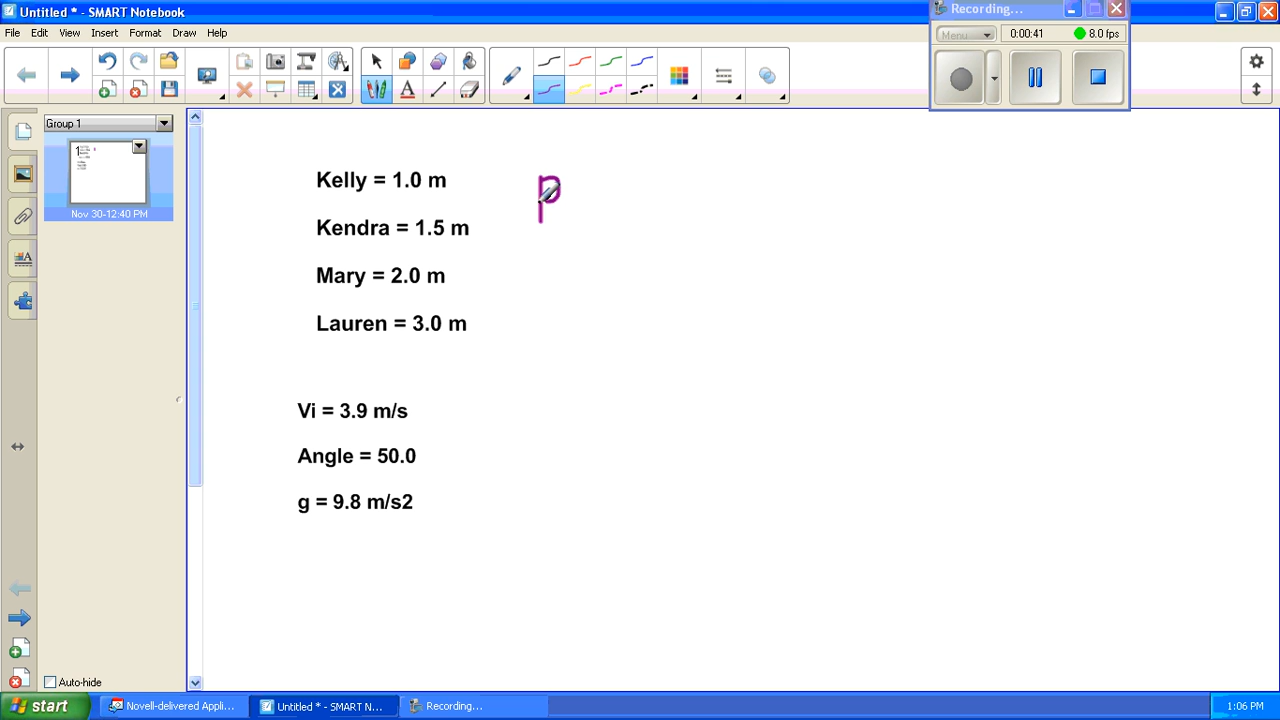 Untitled * - SMART Notebook
Recording...
File Edit View Insert Format Draw Help
Menu
0:00:41
8.0 fps
Group 1
1
Nov 30-12:40 PM
Kelly = 1.0 m
P
Kendra = 1.5 m
Mary = 2.0 m
Lauren = 3.0 m
Vi = 3.9 m/s
Angle = 50.0
g = 9.8 m/s2
Auto-hide
start
Novell-delivered Appli...
Untitled * - SMART N...
Recording...
1:06 PM